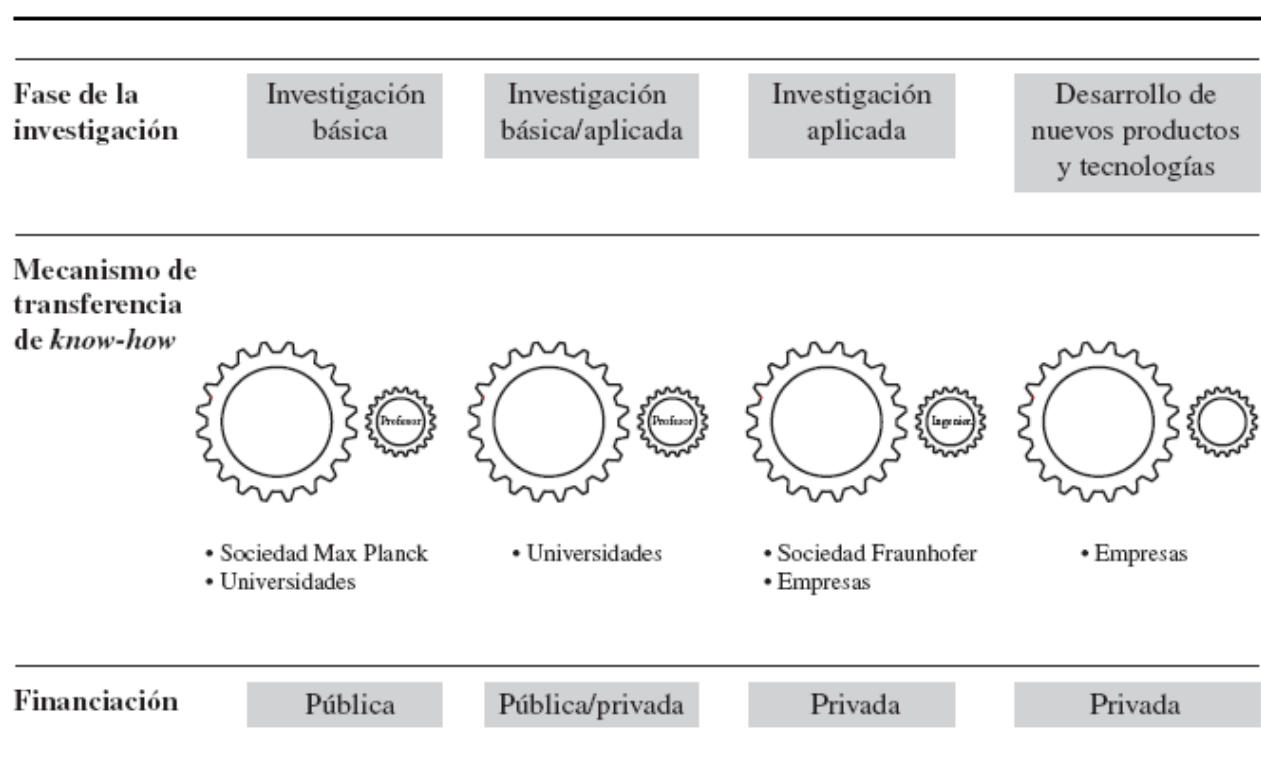 Fase de la
investigación
Investigación
básica
Investigación
básica/aplicada
Investigación
aplicada
Desarrollo de
nuevos productos
y tecnologías
Mecanismo de
transferencia
de know-how
Profesor
Profesor
Ingenier.
• Sociedad Max Planck
• Universidades
• Universidades
• Sociedad Fraunhofer
• Empresas
• Empresas
Financiación
Pública
Pública/privada
Privada
Privada